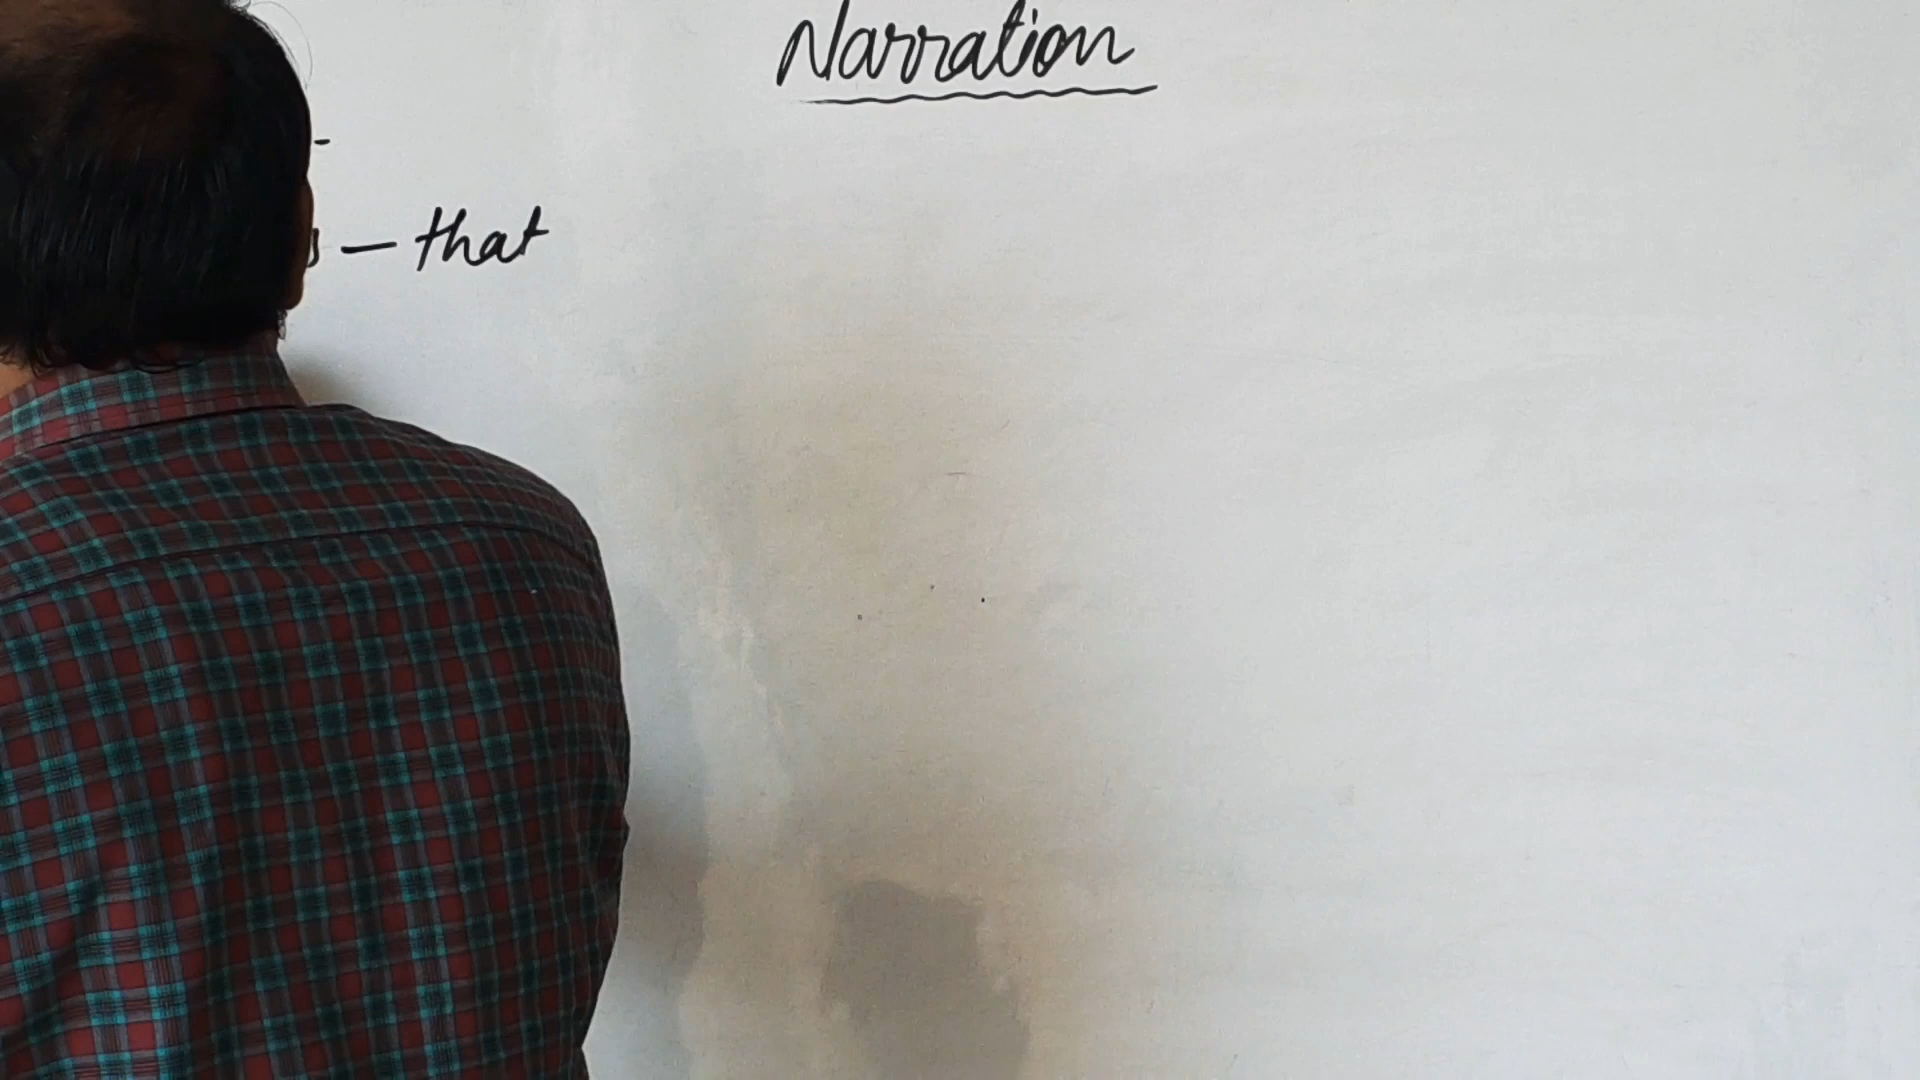 Narration
— that